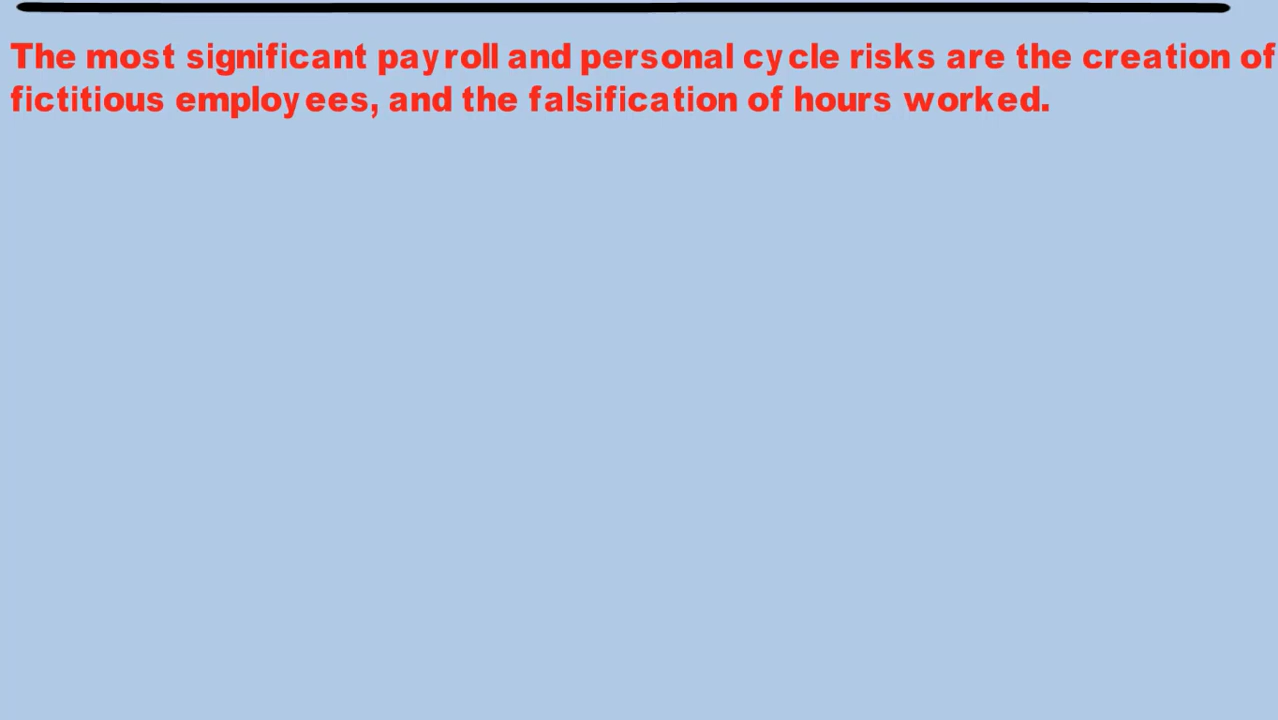 The most significant payroll and personal cycle risks are the creation of
fictitious employees, and the falsification of hours worked.